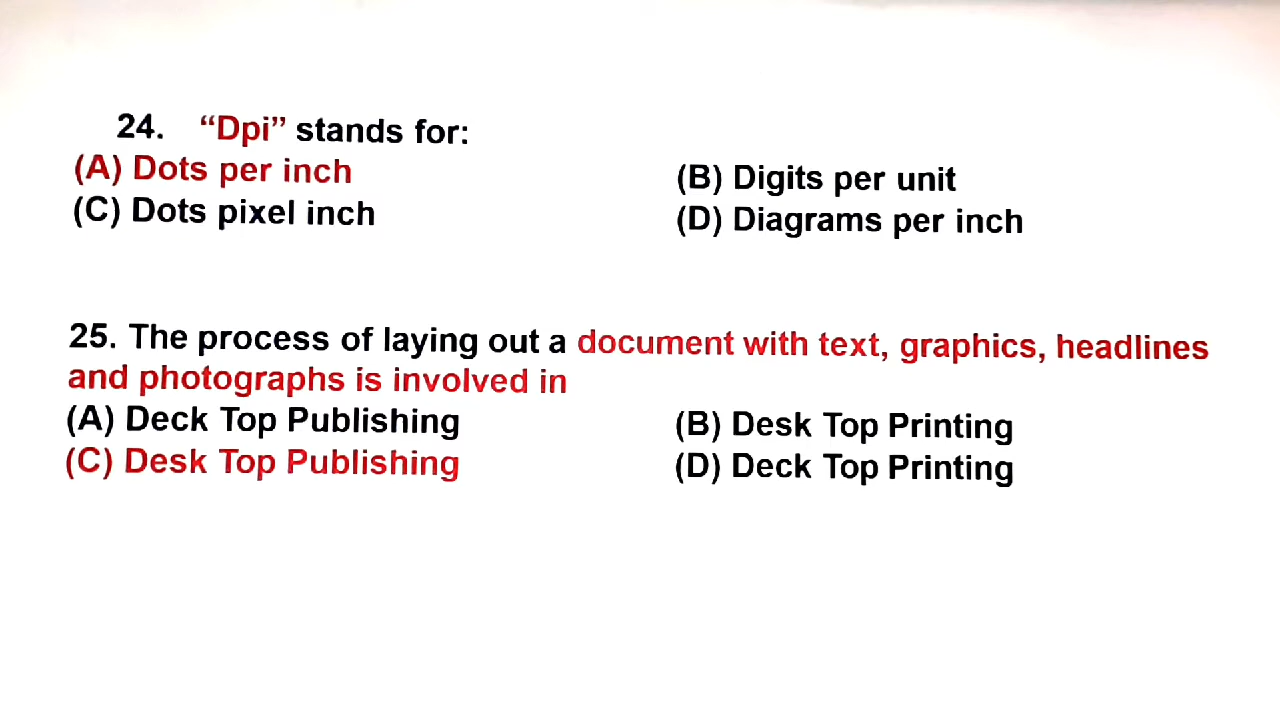 24. “Dpi” stands for:
(A) Dots per inch (B) Digits per unit
(C) Dots pixel inch (D) Diagrams per inch
25. The process of laying out a document with text, graphics, headlines
and photographs is involved in
(A) Deck Top Publishing (B) Desk Top Printing
(C) Desk Top Publishing (D) Deck Top Printing